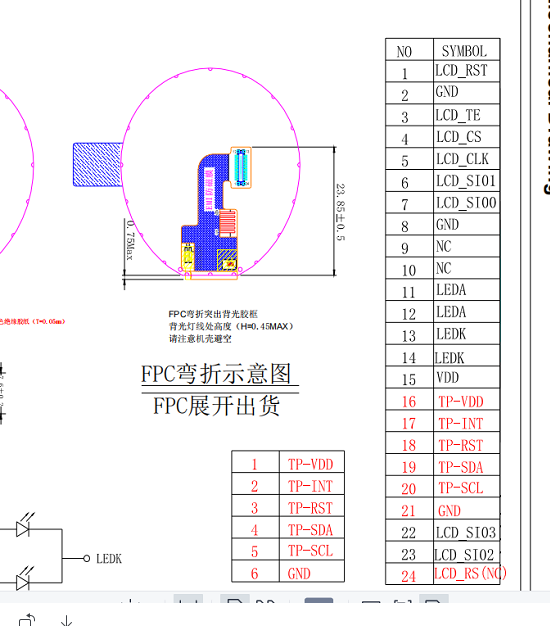 NO SYMBOL
1 LCD_RST
2 GND
3 LCD_TE
4 LCD_CS
5 LCD_CLK
6 LCD_SI01
7 LCD_SI00
8 GND
9 NC
10 NC
11 LEDA
12 LEDA
13 LEDK
14 LEDK
15 VDD
16 TP-VDD
17 TP-INT
18 TP-RST
19 TP-SDA
20 TP-SCL
21 GND
22 LCD_SI03
23 LCD_SI02
24 LCD_RS(NC)
23.85±0.5
0.75Max
FPC弯折突出背光胶框
背光灯线处高度（H=0.45MAX）
请注意机壳避空
FPC弯折示意图
FPC展开出货
1 TP-VDD
2 TP-INT
3 TP-RST
4 TP-SDA
5 TP-SCL
6 GND
LEDK